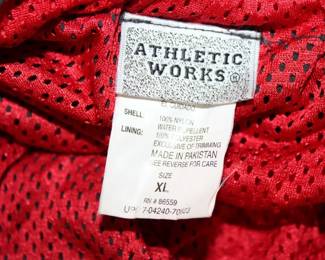 ATHLETIC
WORKS ®
SHELL:
100% NYLON
WATER REPELLENT
LINING:
100% POLYESTER
EXCLUSIVE OF TRIMMING
MADE IN PAKISTAN
SEE REVERSE FOR CARE
SIZE
XL
RN # 86559